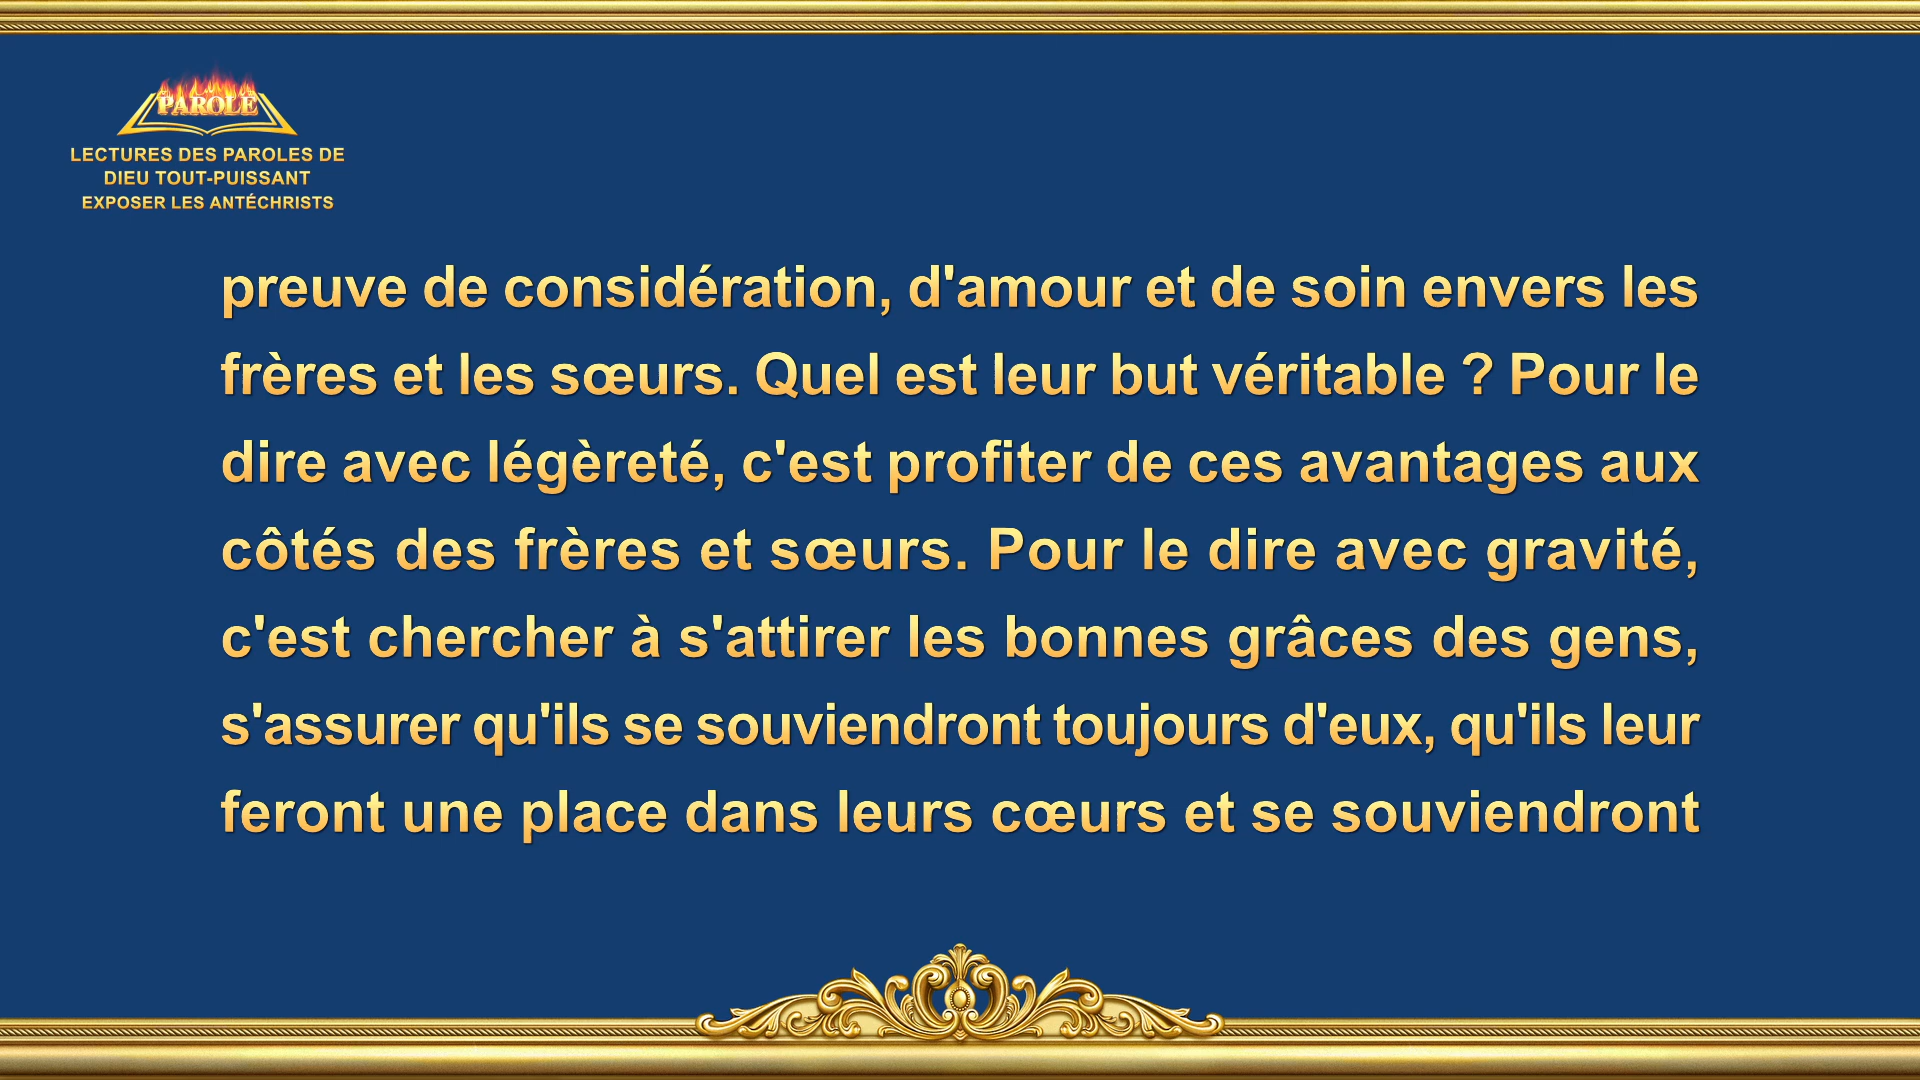 PAROLE
LECTURES DES PAROLES DE
DIEU TOUT-PUISSANT
EXPOSER LES ANTÉCHRISTS
preuve de considération, d'amour et de soin envers les
frères et les sœurs. Quel est leur but véritable ? Pour le
dire avec légèreté, c'est profiter de ces avantages aux
côtés des frères et sœurs. Pour le dire avec gravité,
c'est chercher à s'attirer les bonnes grâces des gens,
s'assurer qu'ils se souviendront toujours d'eux, qu'ils leur
feront une place dans leurs cœurs et se souviendront